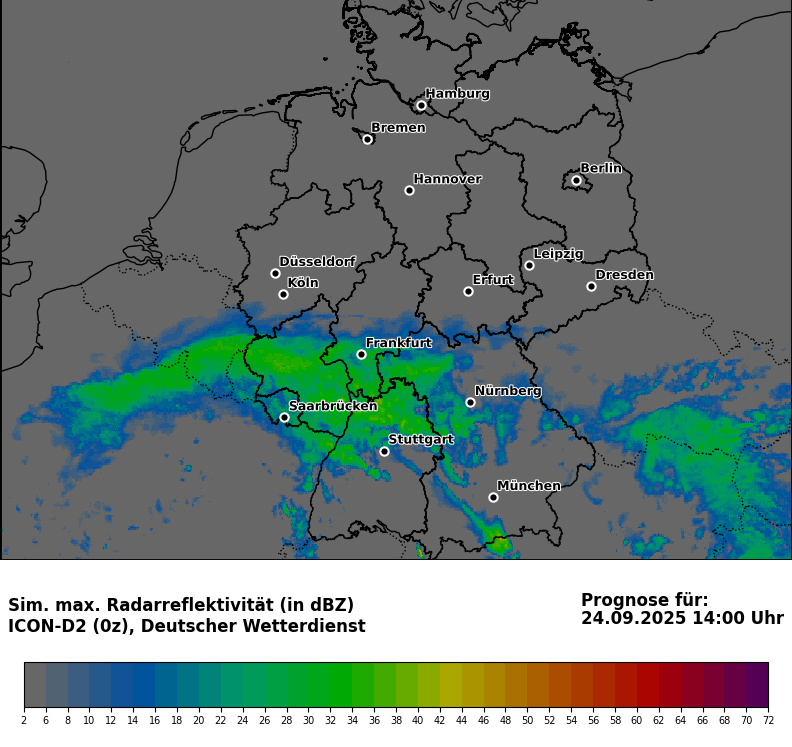 Hamburg
Bremen
Berlin
Hannover
Leipzig
Düsseldorf
Dresden
Köln
Erfurt
Frankfurt
Nürnberg
Saarbrücken
Stuttgart
München
Sim. max. Radarreflektivität (in dBZ)
ICON-D2 (0z), Deutscher Wetterdienst
Prognose für:
24.09.2025 14:00 Uhr
2 6 8 10 12 14 16 18 20 22 24 26 28 30 32 34 36 38 40 42 44 46 48 50 52 54 56 58 60 62 64 66 68 70 72